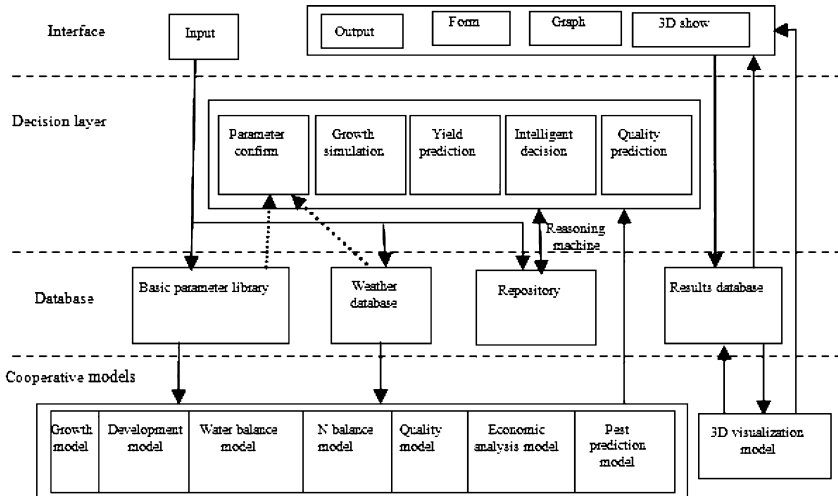 Interface
Input
Output
Form
Graph
3D show
Decision layer
Parameter
confirm
Growth
simulation
Yield
prediction
Intelligent
decision
Quality
prediction
Reasoning
machine
Database
Basic parameter library
Weather
database
Repository
Results database
Cooperative models
Growth
model
Development
model
Water balance
model
N balance
model
Quality
model
Economic
analysis model
Pest
prediction
model
3D visualization
model